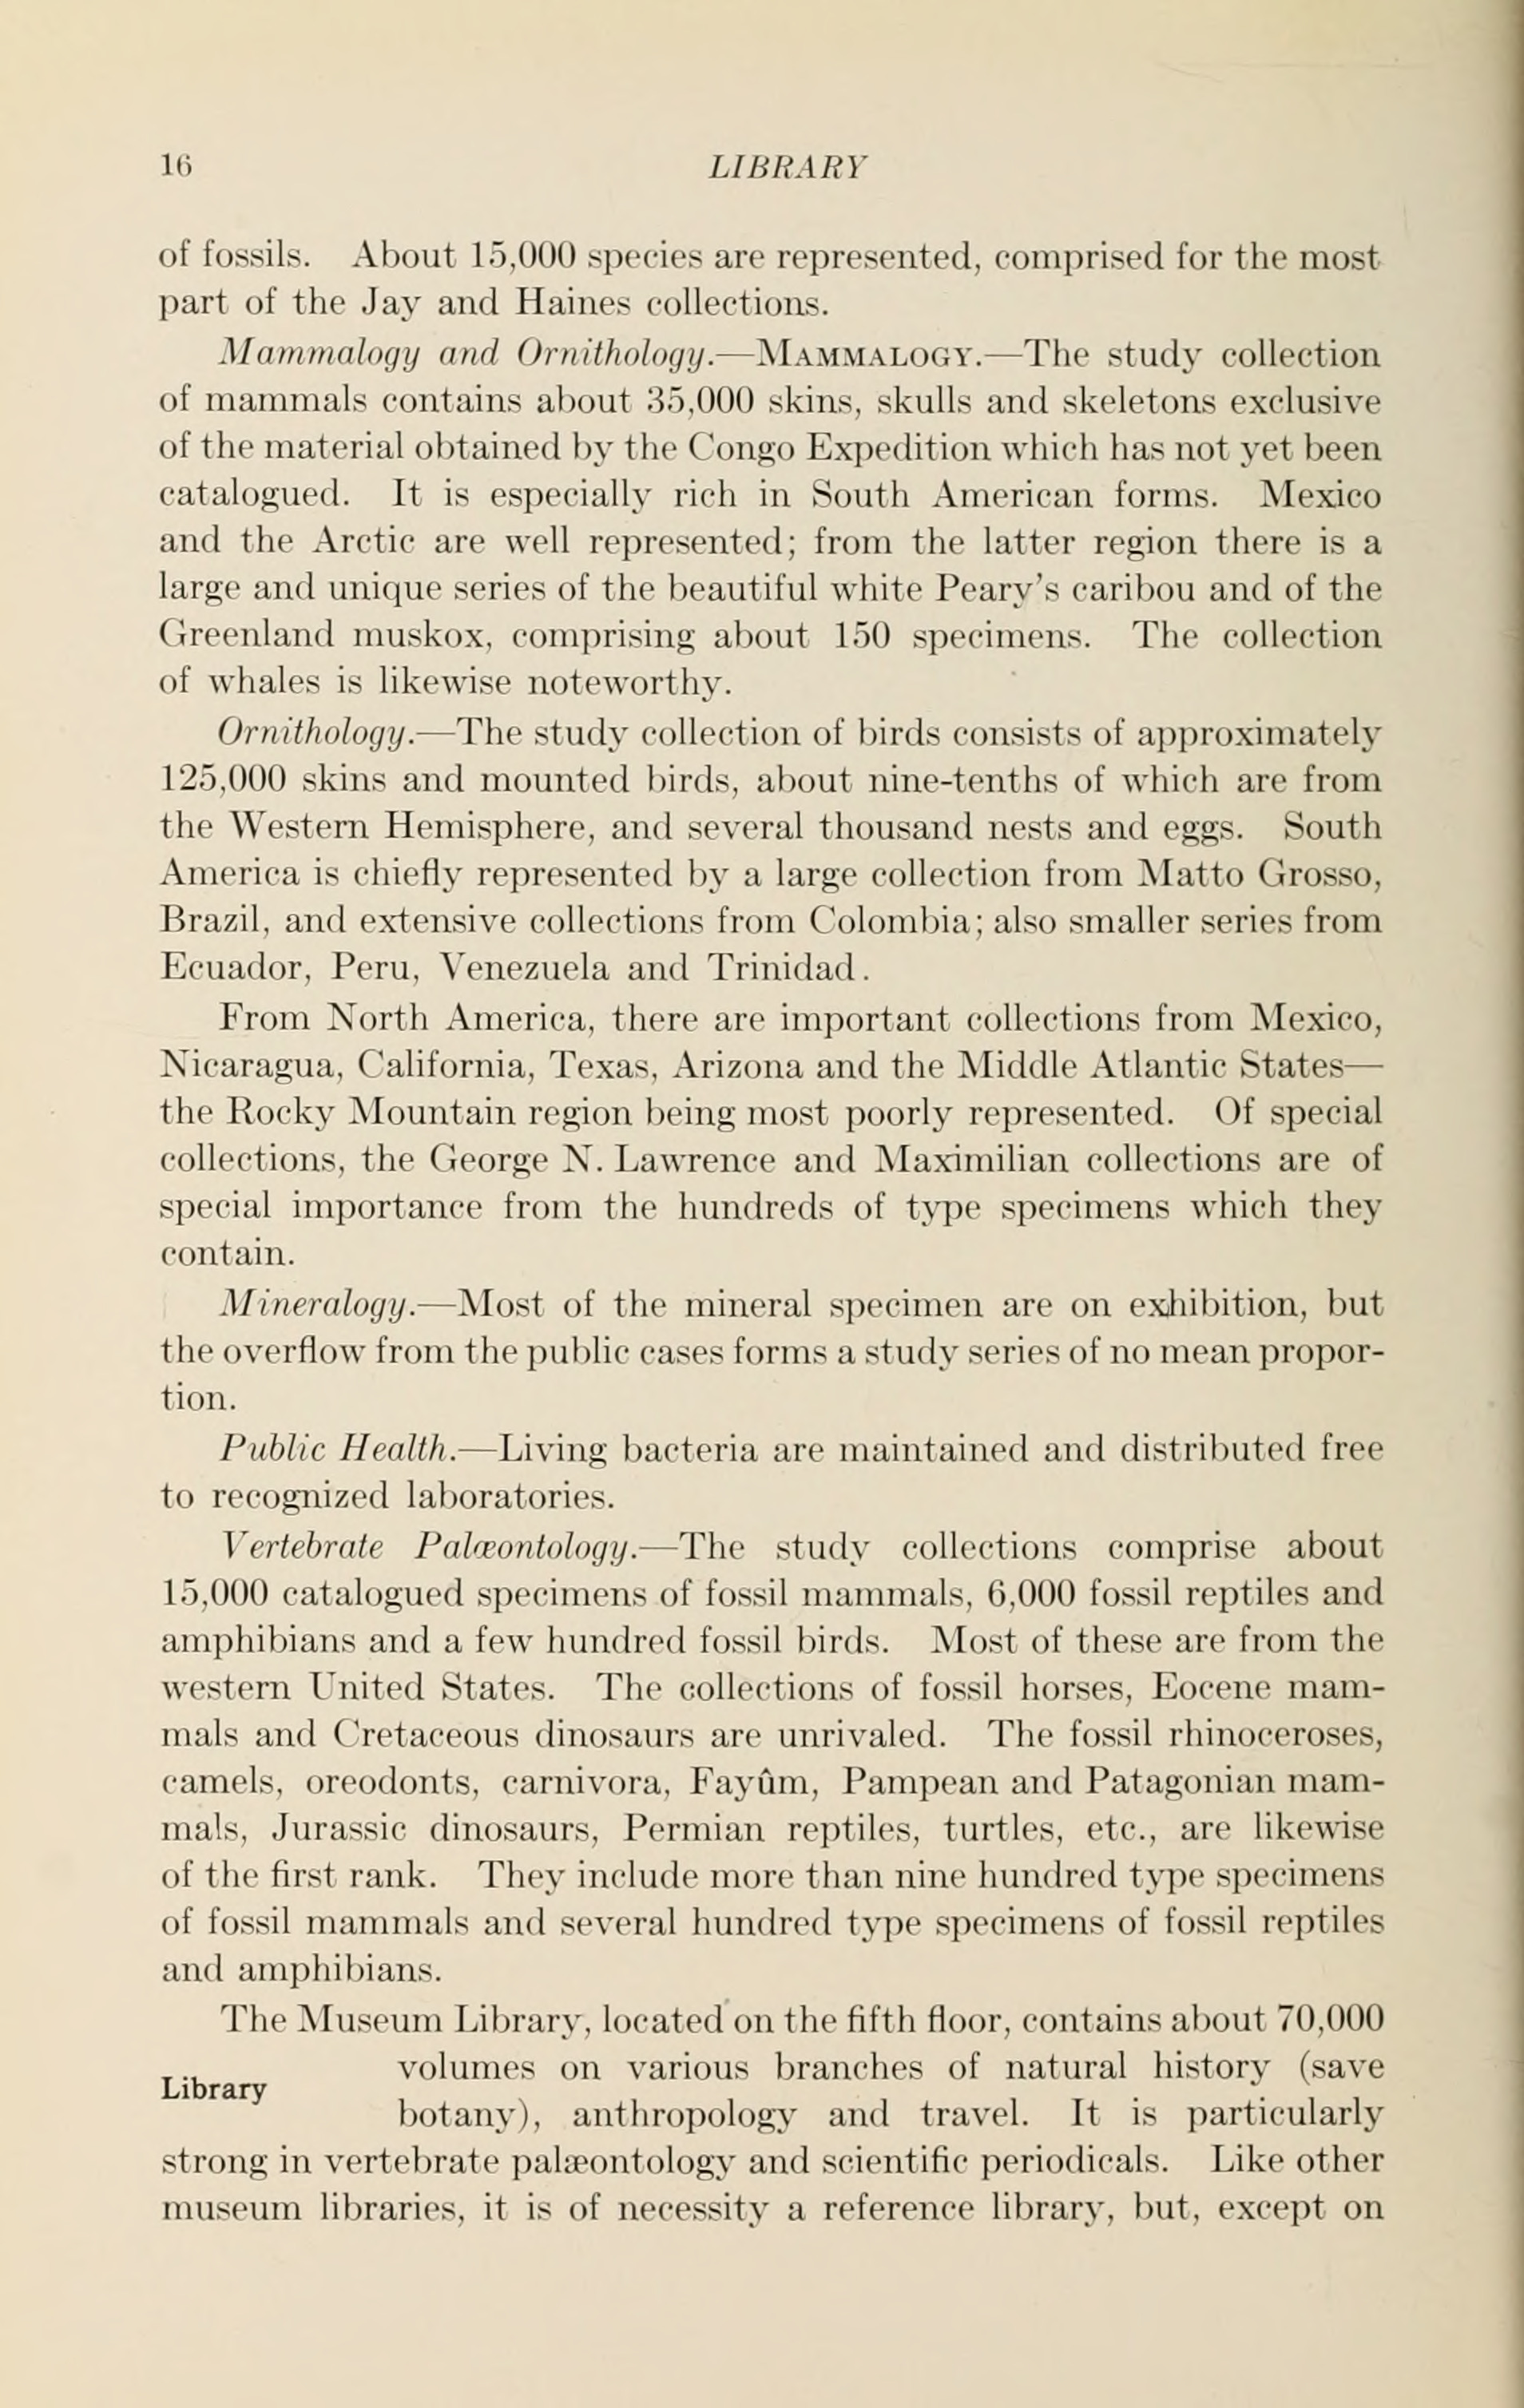 16
LIBRARY
of fossils. About 15,000 species are represented, comprised for the most
part of the Jay and Haines collections.
Mammalogy and Ornithology.—MAMMALOGY.—The study collection
of mammals contains about 35,000 skins, skulls and skeletons exclusive
of the material obtained by the Congo Expedition which has not yet been
catalogued. It is especially rich in South American forms. Mexico
and the Arctic are well represented; from the latter region there is a
large and unique series of the beautiful white Peary's caribou and of the
Greenland muskox, comprising about 150 specimens. The collection
of whales is likewise noteworthy.
Ornithology.—The study collection of birds consists of approximately
125,000 skins and mounted birds, about nine-tenths of which are from
the Western Hemisphere, and several thousand nests and eggs. South
America is chiefly represented by a large collection from Matto Grosso,
Brazil, and extensive collections from Colombia; also smaller series from
Ecuador, Peru, Venezuela and Trinidad.
From North America, there are important collections from Mexico,
Nicaragua, California, Texas, Arizona and the Middle Atlantic States—
the Rocky Mountain region being most poorly represented. Of special
collections, the George N. Lawrence and Maximilian collections are of
special importance from the hundreds of type specimens which they
contain.
Mineralogy.—Most of the mineral specimen are on exhibition, but
the overflow from the public cases forms a study series of no mean propor-
tion.
Public Health.—Living bacteria are maintained and distributed free
to recognized laboratories.
Vertebrate Palæontology.—The study collections comprise about
15,000 catalogued specimens of fossil mammals, 6,000 fossil reptiles and
amphibians and a few hundred fossil birds. Most of these are from the
western United States. The collections of fossil horses, Eocene mam-
mals and Cretaceous dinosaurs are unrivaled. The fossil rhinoceroses,
camels, oreodonts, carnivora, Fayûm, Pampean and Patagonian mam-
mals, Jurassic dinosaurs, Permian reptiles, turtles, etc., are likewise
of the first rank. They include more than nine hundred type specimens
of fossil mammals and several hundred type specimens of fossil reptiles
and amphibians.
The Museum Library, located on the fifth floor, contains about 70,000
volumes on various branches of natural history (save
Library
botany), anthropology and travel. It is particularly
strong in vertebrate palæontology and scientific periodicals. Like other
museum libraries, it is of necessity a reference library, but, except on